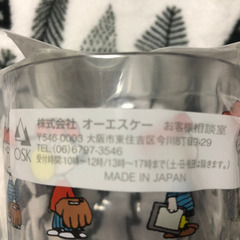 株式会社 オーエスケー お客様相談室
〒546-0003 大阪市東住吉区今川8丁目9-29
TEL(06)6797-3546
受付時間:10時〜12時/13時〜17時まで(土・日・祝日は除きます。)
MADE IN JAPAN
OSK